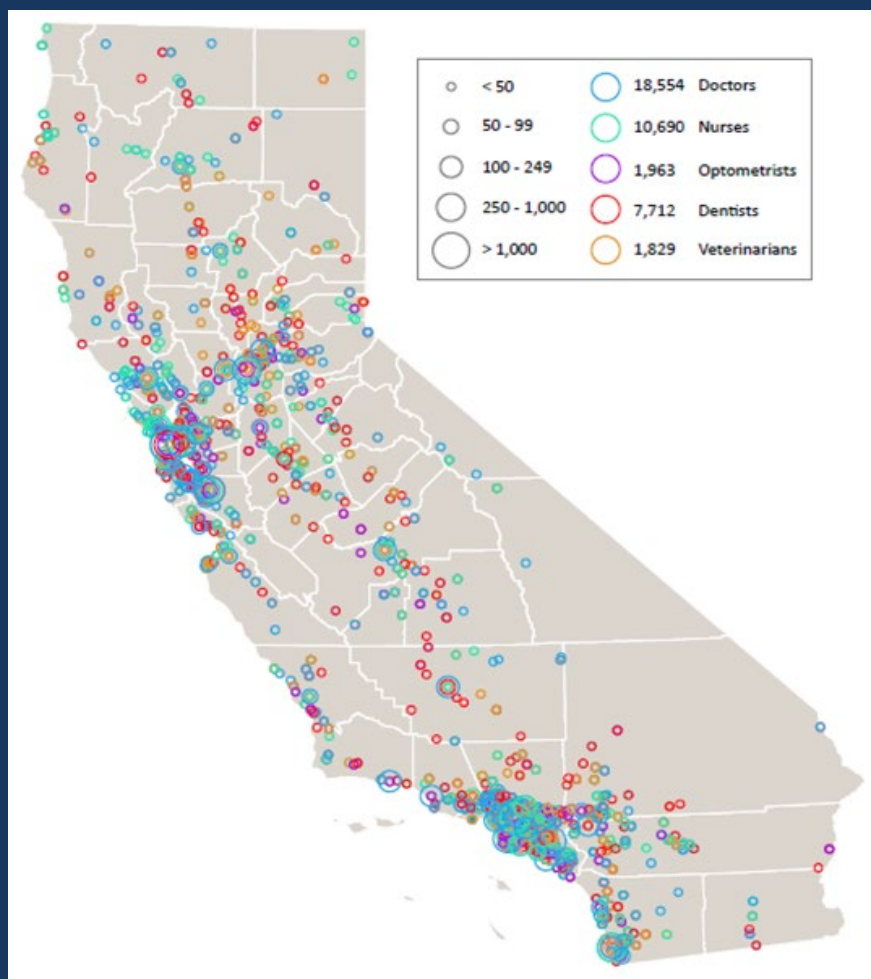 < 50 18,554 Doctors
50 - 99 10,690 Nurses
100 - 249 1,963 Optometrists
250 - 1,000 7,712 Dentists
> 1,000 1,829 Veterinarians